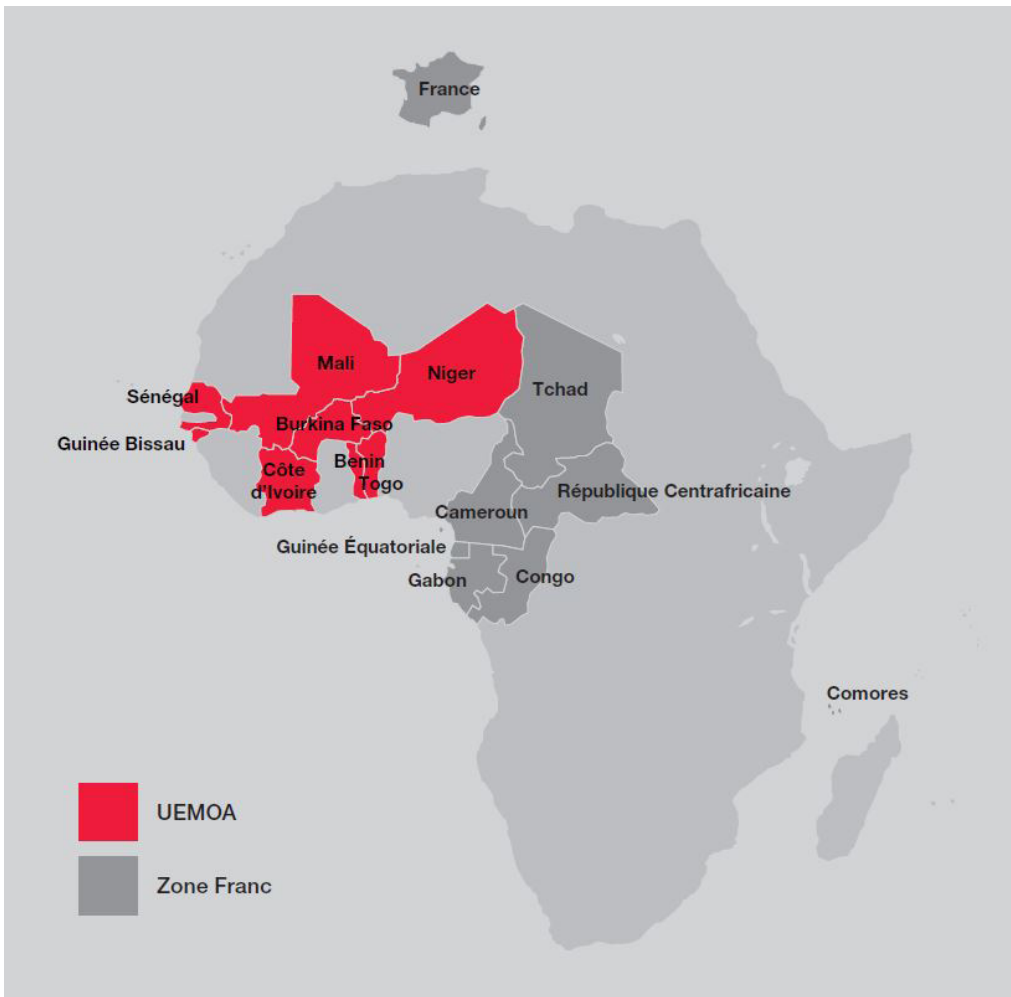 France
Mali
Niger
Tchad
Sénégal
Burkina Faso
Guinée Bissau
Benin
Côte
d'Ivoire
Togo
République Centrafricaine
Cameroun
Guinée Équatoriale
Gabon
Congo
Comores
UEMOA
Zone Franc